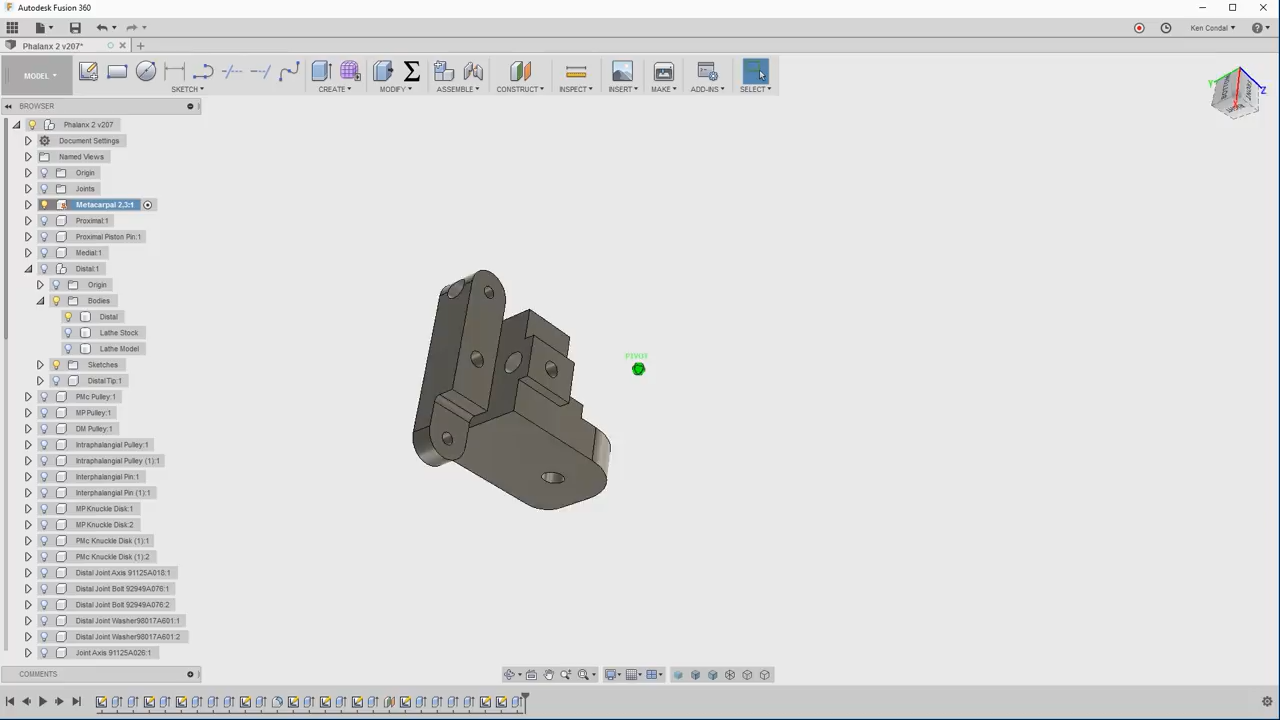 Autodesk Fusion 360
Ken Condal
Phalanx 2 v207*
MODEL
SKETCH
CREATE
MODIFY
ASSEMBLE
CONSTRUCT
INSPECT
INSERT
MAKE
ADD-INS
SELECT
BROWSER
Phalanx 2 v207
Document Settings
Named Views
Origin
Joints
Metacarpal 2,3:1
Proximal:1
Proximal Piston Pin:1
Medial:1
Distal:1
Origin
Bodies
Distal
Lathe Stock
Lathe Model
Sketches
Distal Tip:1
PMc Pulley:1
MP Pulley:1
DM Pulley:1
Intraphalangial Pulley:1
Intraphalangial Pulley (1):1
Interphalangial Pin:1
Interphalangial Pin (1):1
MP Knuckle Disk:1
MP Knuckle Disk:2
PMc Knuckle Disk (1):1
PMc Knuckle Disk (1):2
Distal Joint Axis 91125A018:1
Distal Joint Bolt 92949A076:1
Distal Joint Bolt 92949A076:2
Distal Joint Washer98017A601:1
Distal Joint Washer98017A601:2
Joint Axis 91125A026:1
COMMENTS
PIVOT
Y
Z